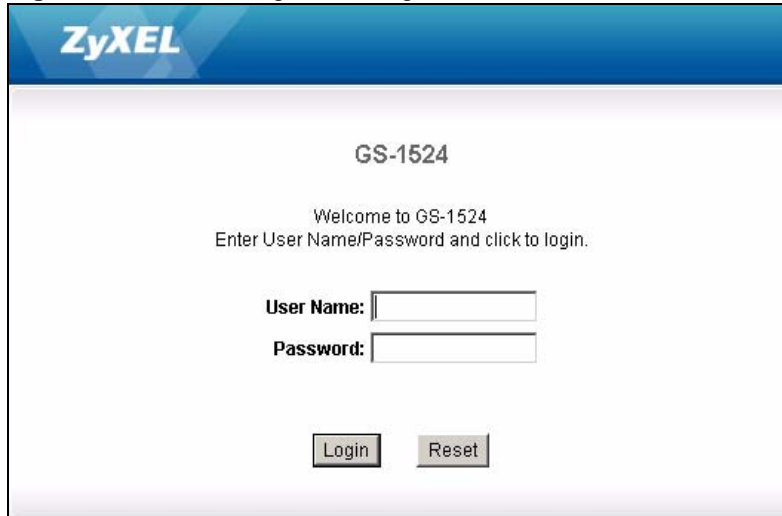 ZyXEL
GS-1524
Welcome to GS-1524
Enter User Name/Password and click to login.
User Name:
Password:
Login Reset